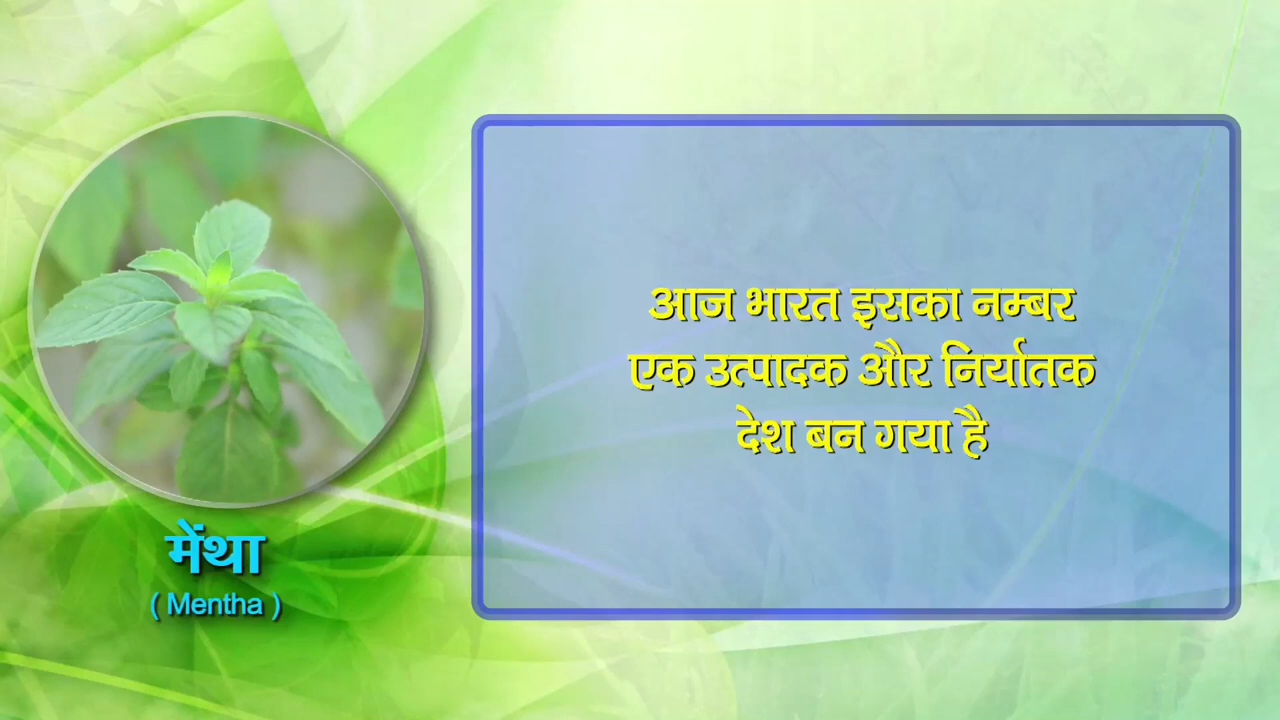 आज भारत इसका नम्बर
एक उत्पादक और निर्यातक
देश बन गया है
मेंथा
( Mentha )